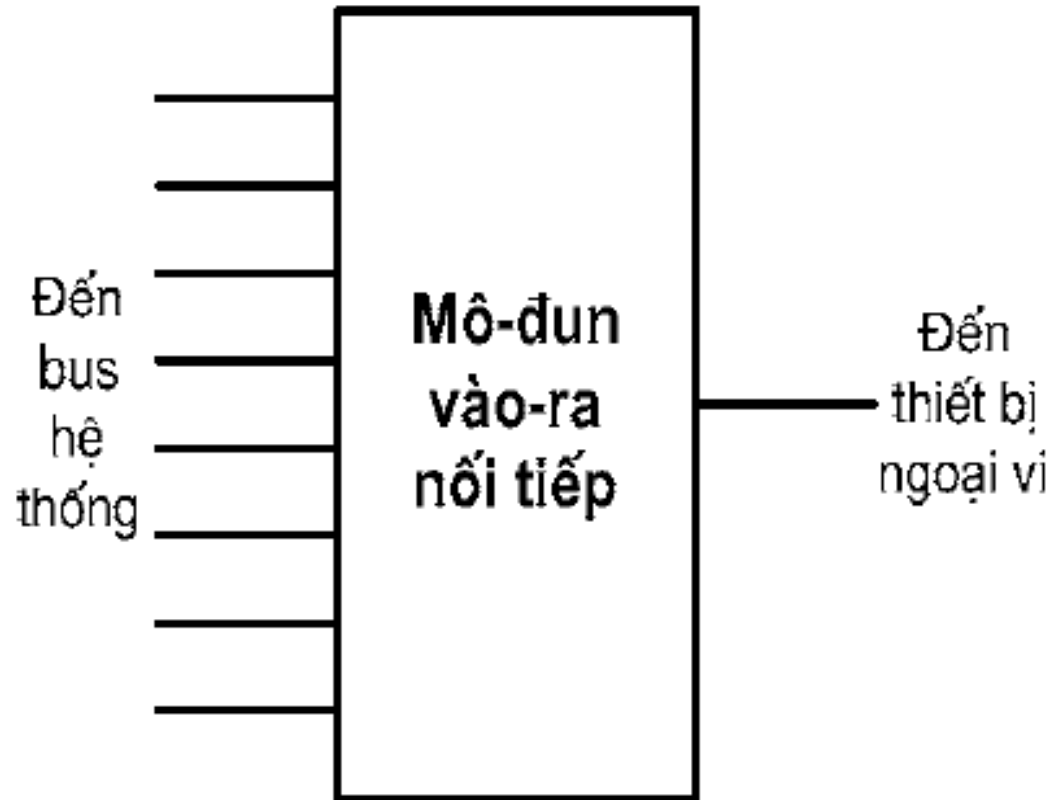 Đến
bus
hệ
thống
Mô-đun
vào-ra
nối tiếp
Đến
thiết bị
ngoại vi